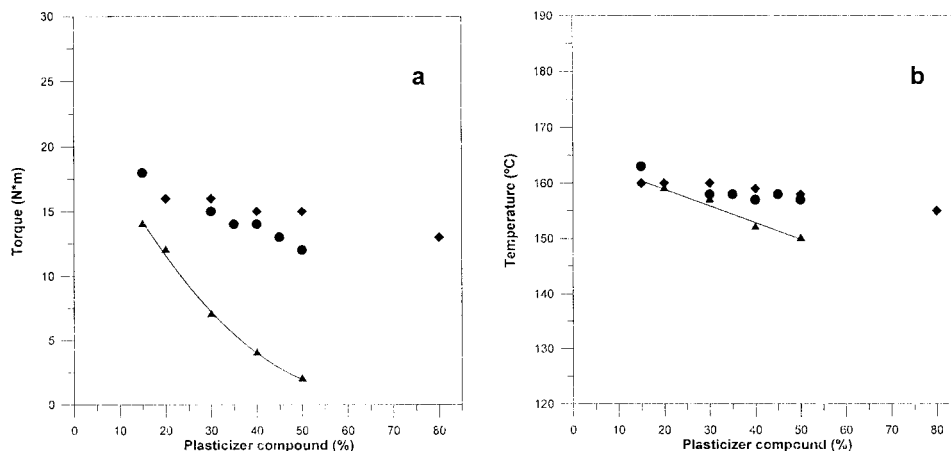 a
30
25
20
15
10
5
0
Torque (N*m)
0 10 20 30 40 50 60 70 80
Plasticizer compound (%)
b
190
180
170
160
150
140
130
120
Temperature (ºC)
0 10 20 30 40 50 60 70 80
Plasticizer compound (%)